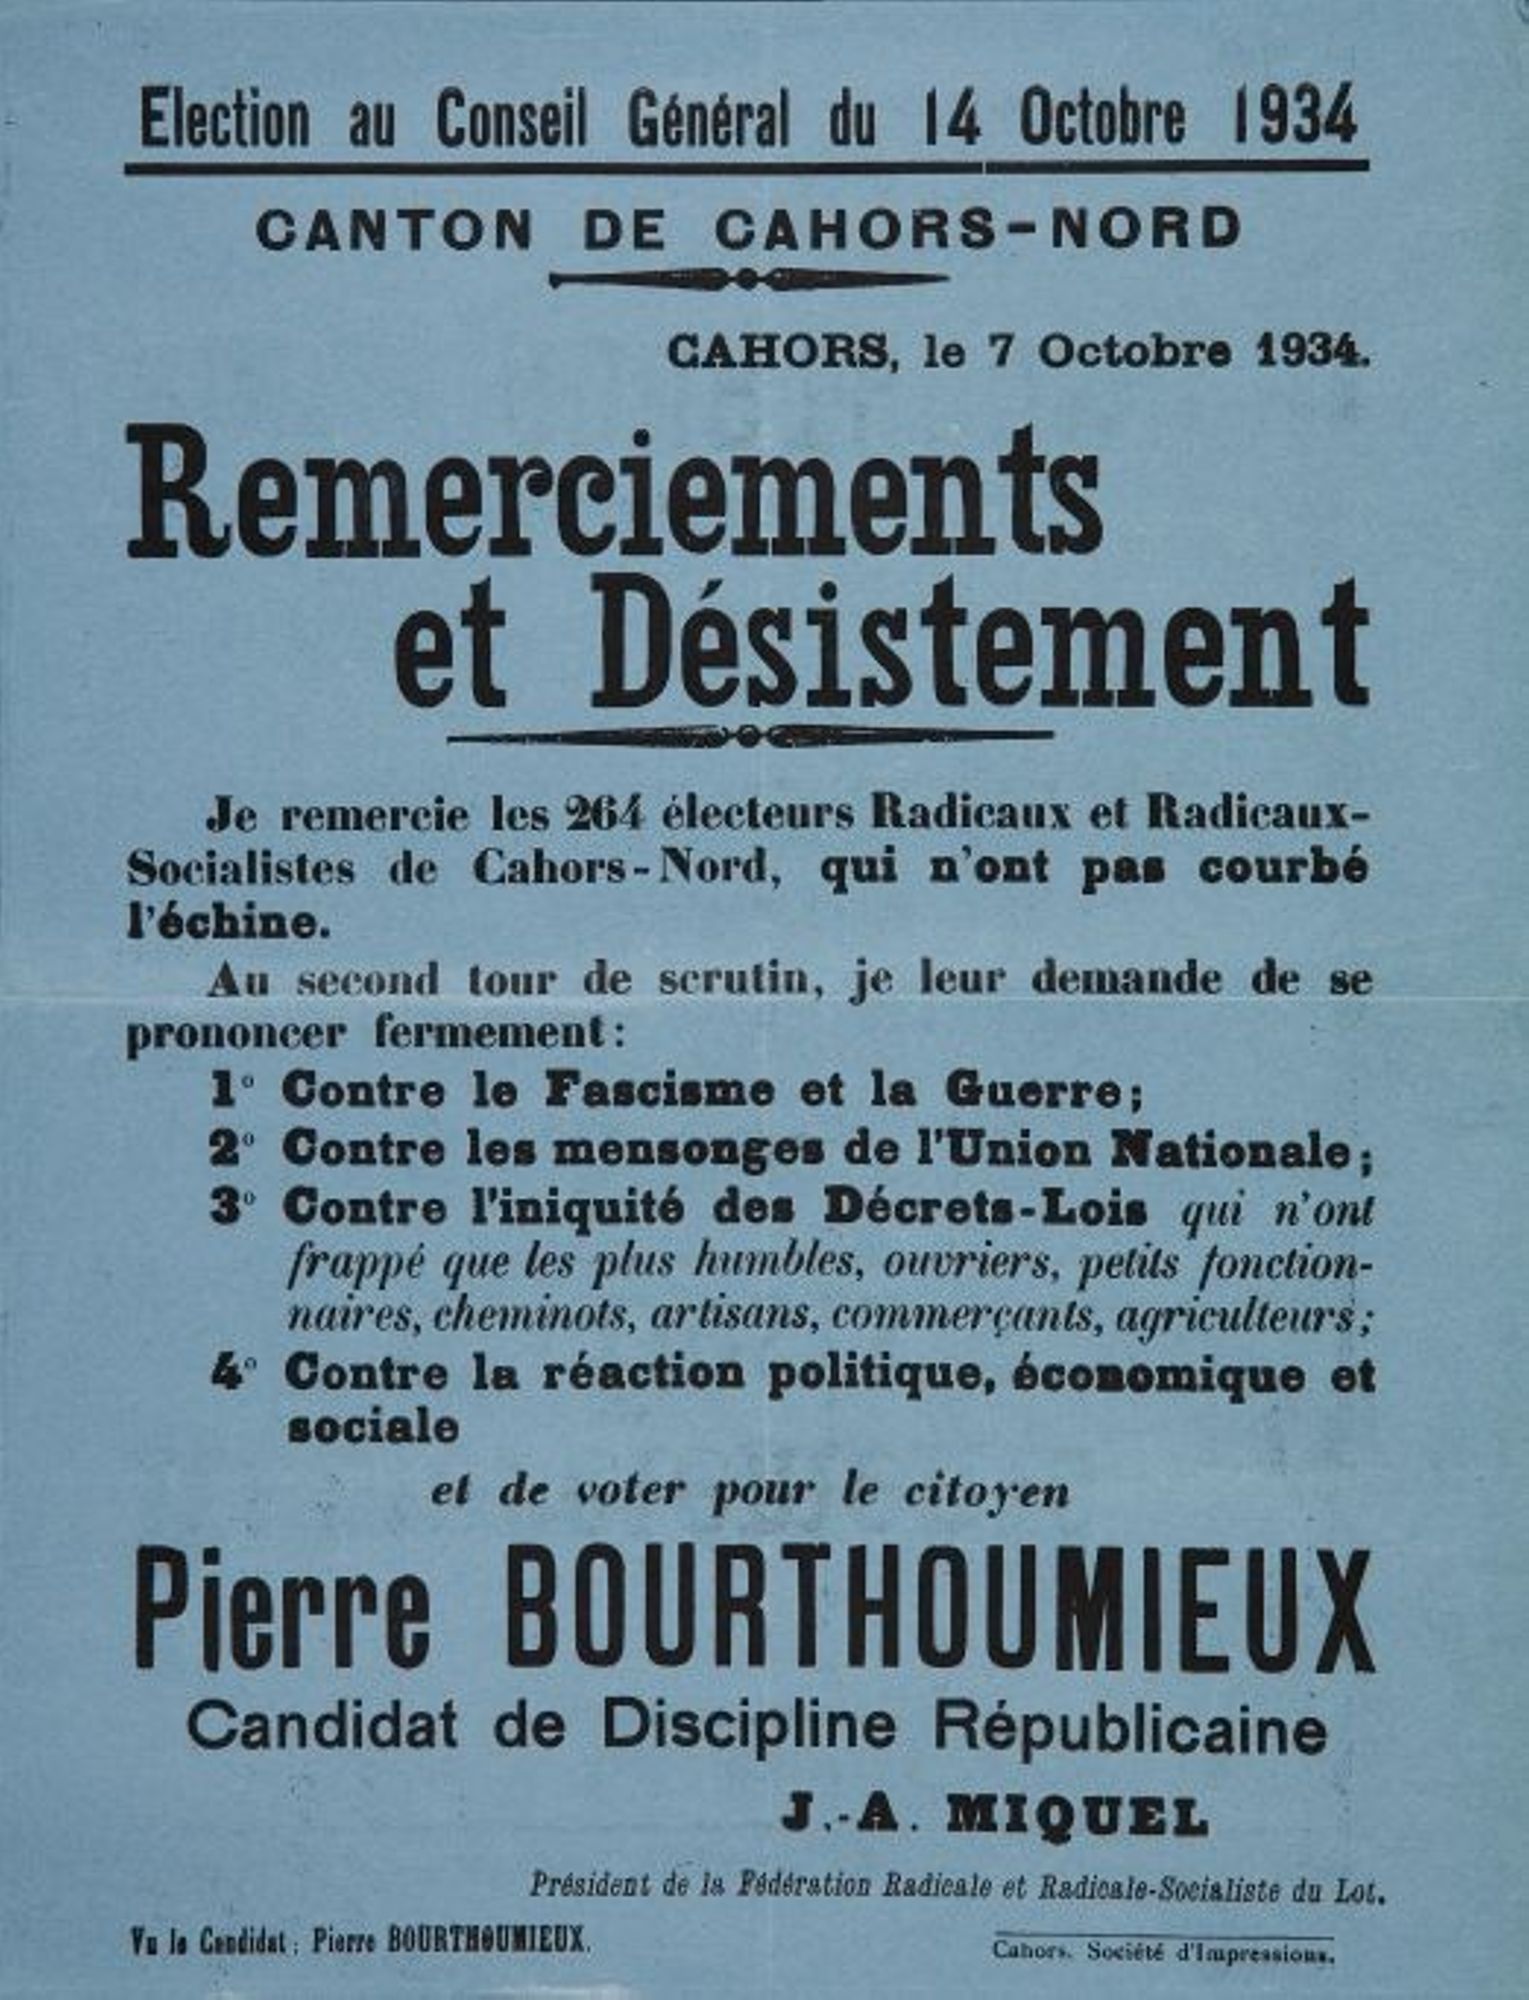 Election au Conseil Général du 14 Octobre 1934
CANTON DE CAHORS-NORD
CAHORS, le 7 Octobre 1934.
Remerciements
et Désistement
Je remercie les 264 électeurs Radicaux et Radicaux-
Socialistes de Cahors-Nord, qui n'ont pas courbé
l'échine.
Au second tour de scrutin, je leur demande de se
prononcer fermement :
1° Contre le Fascisme et la Guerre ;
2° Contre les mensonges de l'Union Nationale ;
3° Contre l'iniquité des Décrets-Lois qui n'ont
frappé que les plus humbles, ouvriers, petits fonction-
naires, cheminots, artisans, commerçants, agriculteurs ;
4° Contre la réaction politique, économique et
sociale
et de voter pour le citoyen
Pierre BOURTHOUMIEUX
Candidat de Discipline Républicaine
J.-A. MIQUEL
Président de la Fédération Radicale et Radicale-Socialiste du Lot.
Vu le Candidat : Pierre BOURTHOUMIEUX.
Cahors. Société d'Impressions.